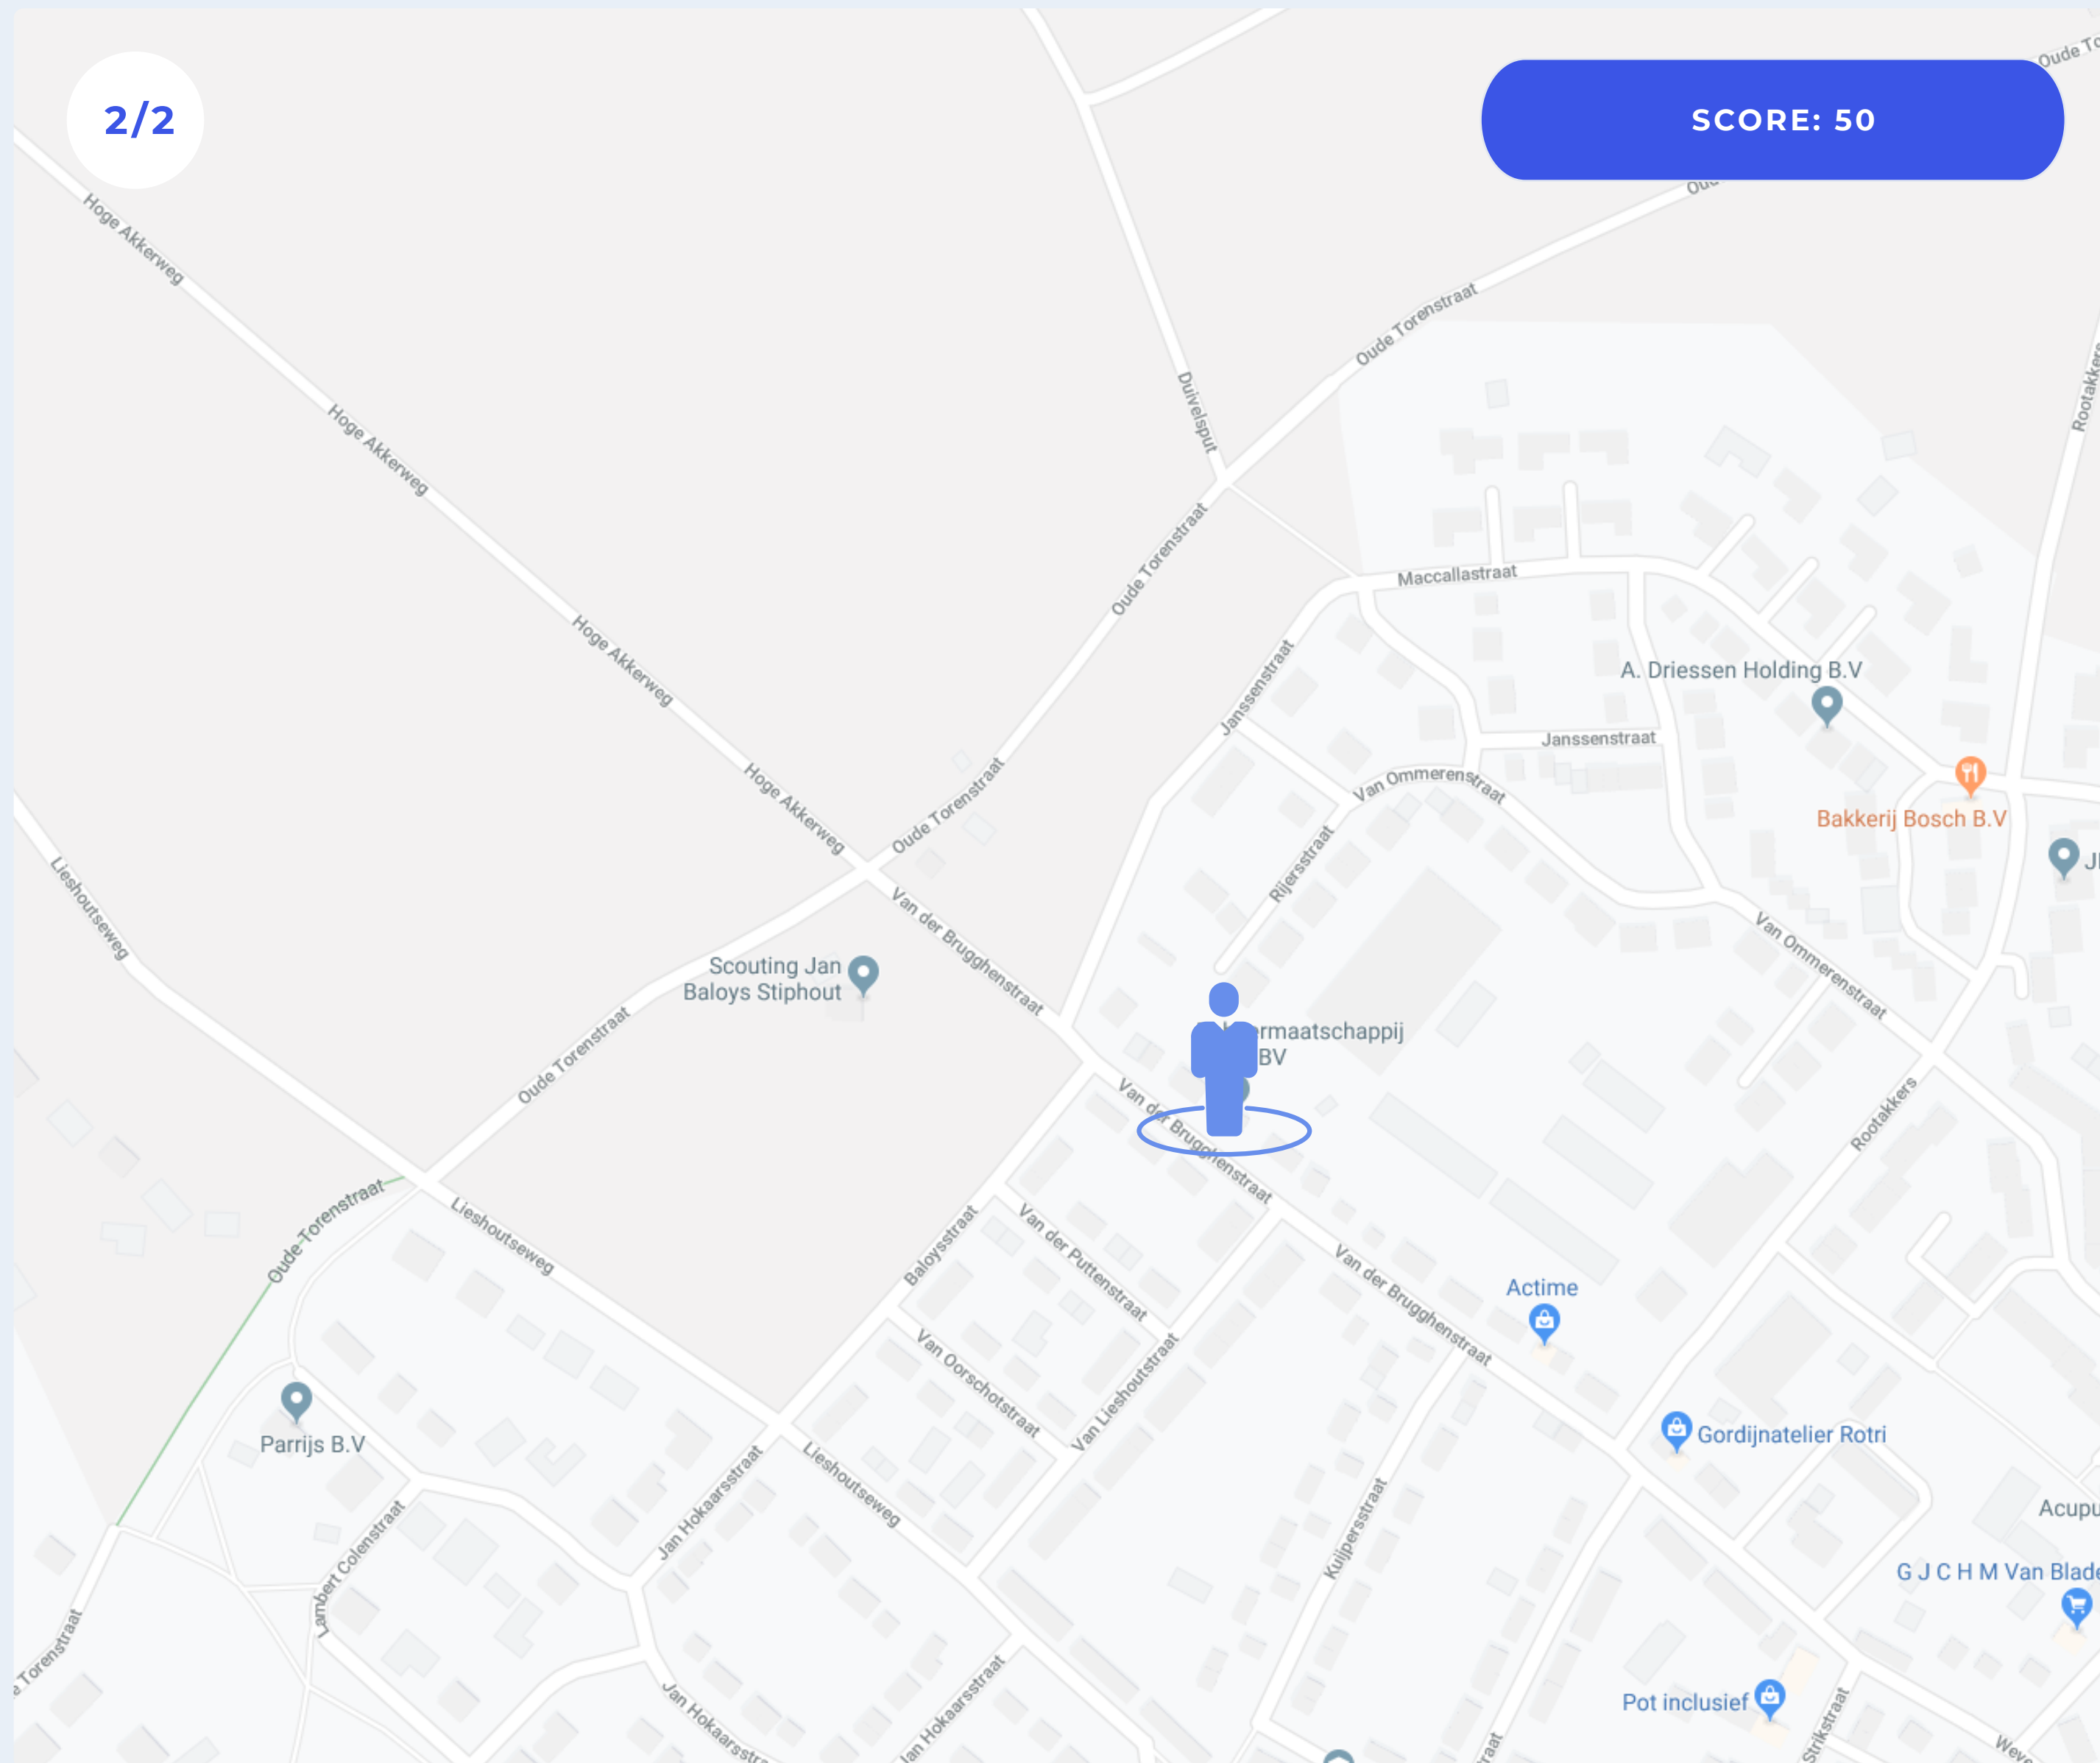 2/2
SCORE: 50
Oude
Hoge Akkerweg
Oude Torenstraat
Duivelsput
Hoge Akkerweg
Oude Torenstraat
Maccallastraat
Hoge Akkerweg
Janssenstraat
A. Driessen Holding B.V
Janssenstraat
Van Ommerenstraat
Hoge Akkerweg
Oude Torenstraat
Bakkerij Bosch B.V
Rijersstraat
Lieshoutseweg
Van der Brugghenstraat
Van Ommerenstraat
Scouting Jan
Baloys Stiphout
BV
Oude Torenstraat
Van der Brugghenstraat
Rootakkers
Oude Torenstraat
Lieshoutseweg
Baloysstraat
Van der Puttenstraat
Van der Brugghenstraat
Actime
Van Oorschotstraat
Van Lieshoutstraat
Parrijs B.V
Gordijnatelier Rotri
Jan Hokaarsstraat
Lieshoutseweg
Kuijpersstraat
Lambert Colenstraat
G J C H M Van
Torenstraat
Jan Hokaarsstraat
Pot inclusief
Strikstraat